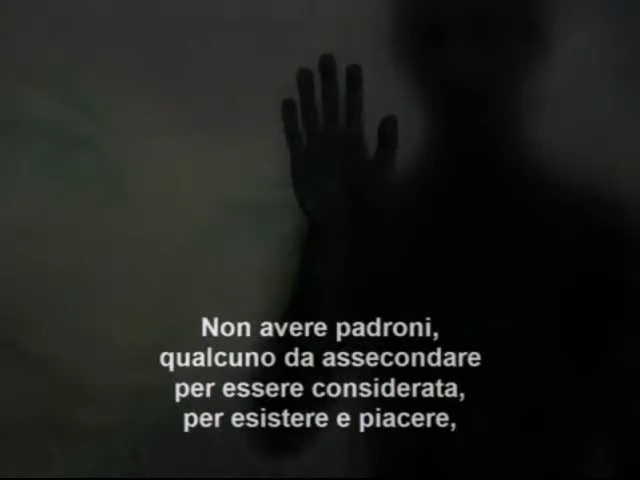 Non avere padroni,
qualcuno da assecondare
per essere considerata,
per esistere e piacere,